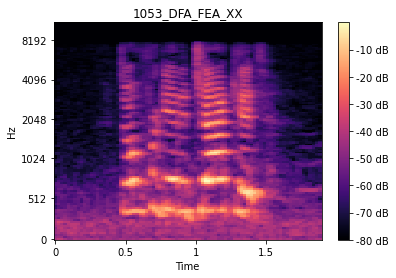 1053_DFA_FEA_XX
8192
4096
2048
1024
512
0
Hz
0
0.5
1
1.5
Time
-10 dB
-20 dB
-30 dB
-40 dB
-50 dB
-60 dB
-70 dB
-80 dB